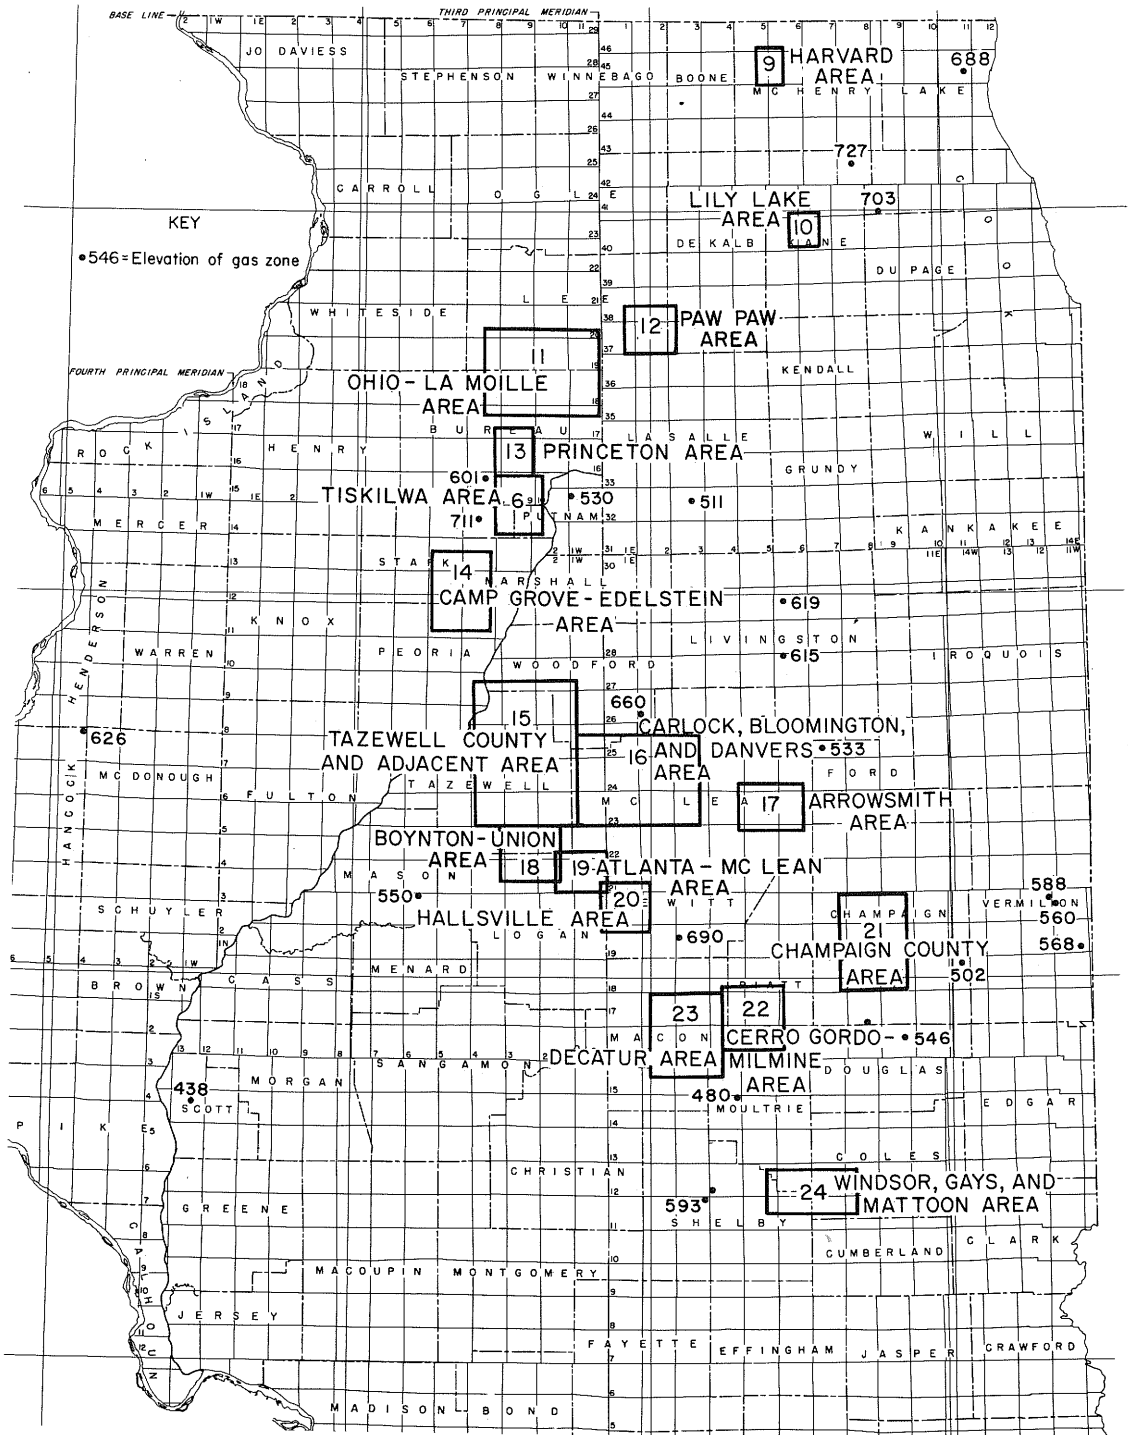 THIRD PRINCIPAL MERIDIAN
BASE LINE
JO DAVIESS
STEPHENSON
WINNEBAGO
BOONE
MC HENRY
LAKE
9
HARVARD
AREA
688
727
CARROLL
OGLE
KEY
•546=Elevation of gas zone
LILY LAKE
AREA
10
703
DE KALB
KANE
DU PAGE
COOK
LEE
WHITESIDE
12
PAW PAW
AREA
11
OHIO-LA MOILLE
AREA
KENDALL
FOURTH PRINCIPAL MERIDIAN
ROCK ISLAND
HENRY
BUREAU
LASALLE
WILL
GRUNDY
13
PRINCETON AREA
601
TISKILWA AREA
6
530
511
711
PUTNAM
MERCER
KANKAKEE
STARK
14
MARSHALL
CAMP GROVE-EDELSTEIN
AREA
619
HENDERSON
KNOX
WARREN
PEORIA
WOODFORD
LIVINGSTON
615
IROQUOIS
660
626
15
TAZEWELL COUNTY
AND ADJACENT AREA
TAZEWELL
16
CARLOCK, BLOOMINGTON,
AND DANVERS
AREA
533
HANCOCK
MC DONOUGH
FULTON
FORD
MC LEAN
17
ARROWSMITH
AREA
BOYNTON-UNION
AREA
18
19
ATLANTA-MC LEAN
AREA
MASON
550
20
HALLSVILLE AREA
WITT
LOGAN
SCHUYLER
588
VERMILION
560
568
CHAMPAIGN
21
CHAMPAIGN COUNTY
AREA
502
690
MENARD
CASS
BROWN
PIATT
23
DECATUR AREA
MACON
22
CERRO GORDO-
MILMINE
AREA
546
SANGAMON
DOUGLAS
MORGAN
438
SCOTT
480
MOULTRIE
EDGAR
PIKE
COLES
CHRISTIAN
24
WINDSOR, GAYS, AND
MATTOON AREA
593
SHELBY
GREENE
CUMBERLAND
CLARK
CALHOUN
MACOUPIN
MONTGOMERY
JERSEY
FAYETTE
EFFINGHAM
JASPER
CRAWFORD
MADISON
BOND